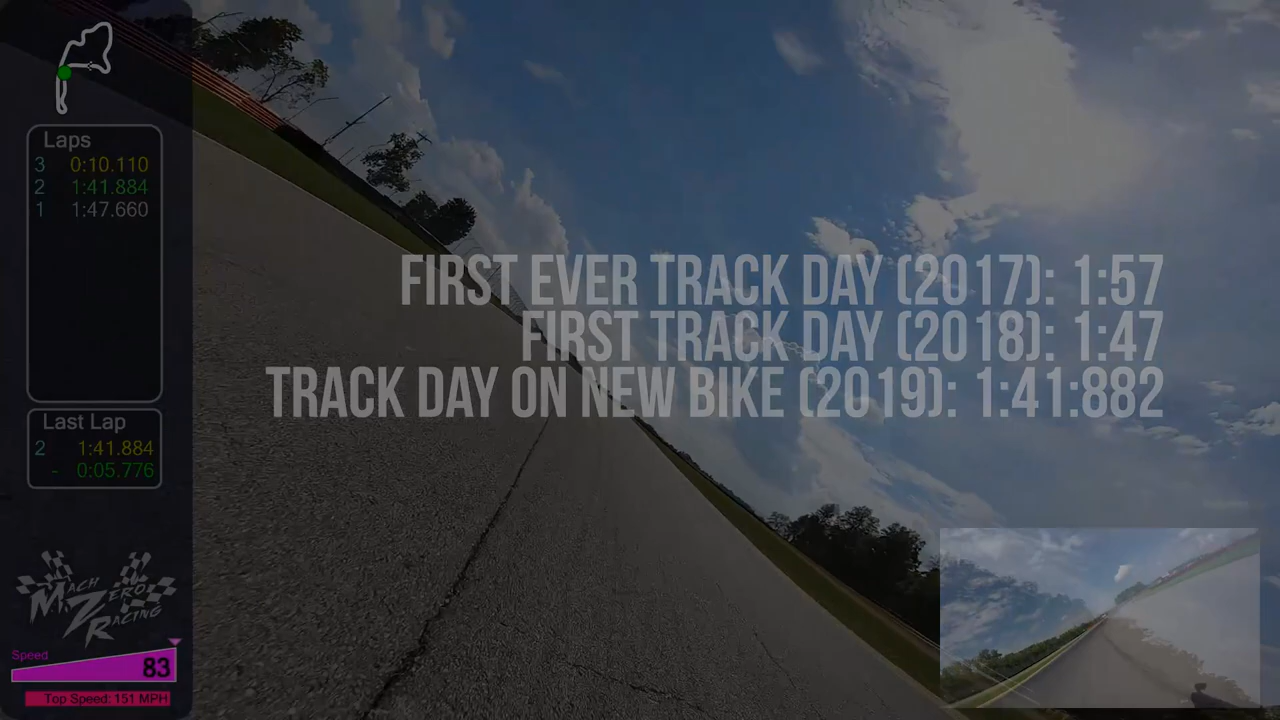 Laps
3 0:10.110
2 1:41.884
1 1:47.660
Last Lap
2 1:41.884
- 0:05.776
MACH ZERO RACING
Speed
83
Top Speed: 151 MPH
FIRST EVER TRACK DAY (2017): 1:57
FIRST TRACK DAY (2018): 1:47
TRACK DAY ON NEW BIKE (2019): 1:41:882